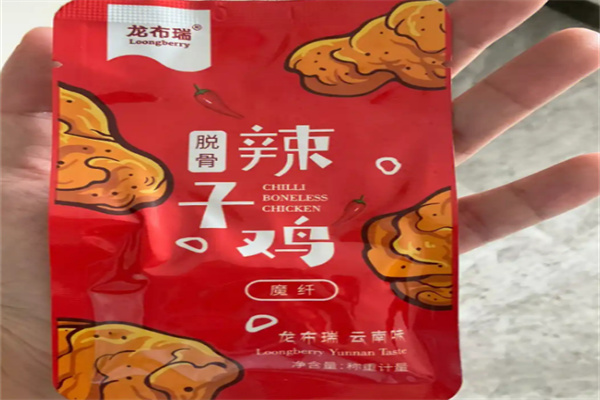 龙布瑞®
Loongberry
脱骨
辣子鸡
CHILLI
BONELESS
CHICKEN
魔纤
龙布瑞 云南味
Loongberry Yunnan Taste
净含量:称重计量